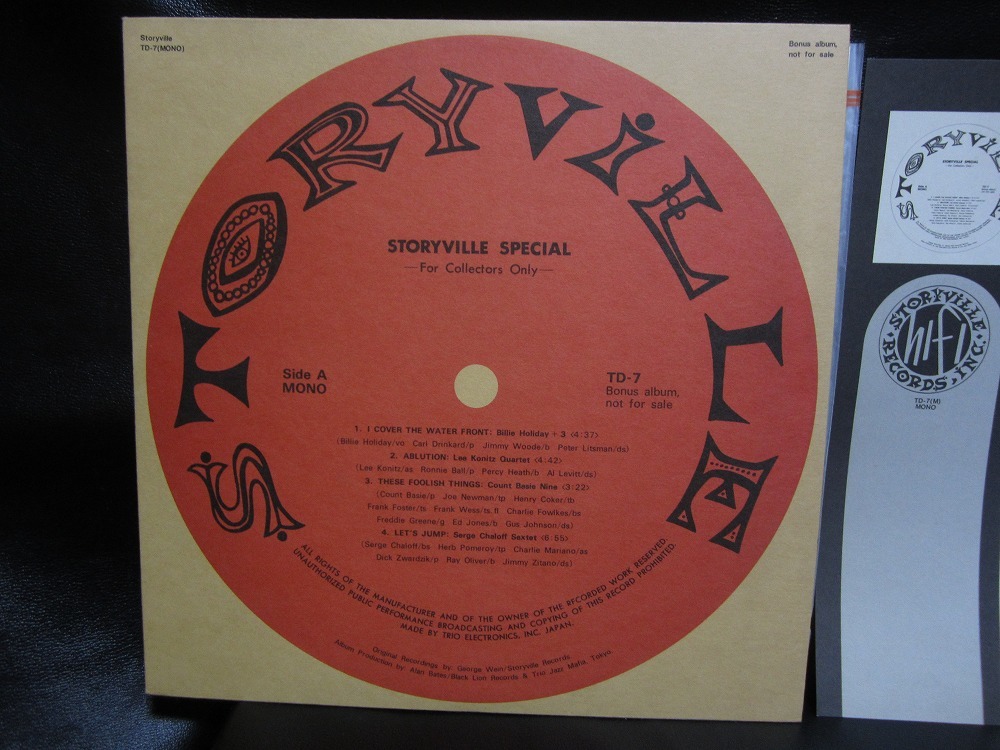 Storyville
TD-7(MONO)
Bonus album,
not for sale
STORYViLLE
STORYVILLE SPECIAL
—For Collectors Only—
Side A
MONO
TD-7
Bonus album,
not for sale
1. I COVER THE WATER FRONT: Billie Holiday + 3 〈4:37〉
(Billie Holiday/vo Carl Drinkard/p Jimmy Woode/b Peter Litsman/ds)
2. ABLUTION: Lee Konitz Quartet 〈4:42〉
(Lee Konitz/as Ronnie Ball/p Percy Heath/b Al Levitt/ds)
3. THESE FOOLISH THINGS: Count Basie Nine 〈3:22〉
(Count Basie/p Joe Newman/tp Henry Coker/tb
Frank Foster/ts Frank Wess/ts.fl Charlie Fowlkes/bs
Freddie Greene/g Ed Jones/b Gus Johnson/ds)
4. LET'S JUMP: Serge Chaloff Sextet 〈6:55〉
(Serge Chaloff/bs Herb Pomeroy/tp Charlie Mariano/as
Dick Zwerdzik/p Ray Oliver/b Jimmy Zitano/ds)
ALL RIGHTS OF THE MANUFACTURER AND OF THE OWNER OF THE RECORDED WORK RESERVED.
UNAUTHORIZED PUBLIC PERFORMANCE BROADCASTING AND COPYING OF THIS RECORD PROHIBITED.
MADE BY TRIO ELECTRONICS, INC. JAPAN.
Original Recordings by: George Wein/Storyville Records.
Album Production by: Alan Bates/Black Lion Records & Trio Jazz Mafia, Tokyo.
STORYViL
STORYVILLE SPECIAL
STORYVILLE
hifi
RECORDS, INC.
TD-7(M)
MONO